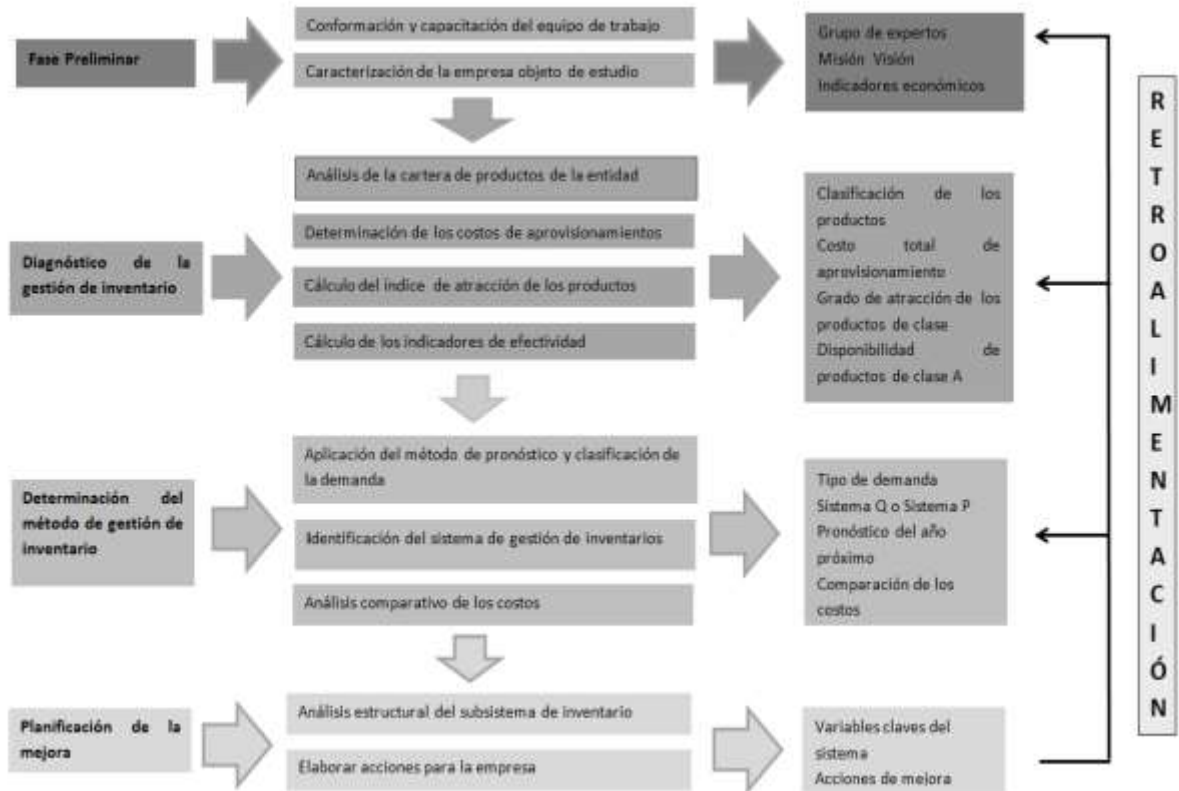 Fase Preliminar
Conformación y capacitación del equipo de trabajo
Caracterización de la empresa objeto de estudio
Grupo de expertos
Misión Visión
Indicadores económicos
Diagnóstico de la
gestión de inventario
Análisis de la cartera de productos de la entidad
Determinación de los costos de aprovisionamientos
Cálculo del índice de atracción de los productos
Cálculo de los indicadores de efectividad
Clasificación de los
productos
Costo total de
aprovisionamiento
Grado de atracción de los
productos de clase
Disponibilidad de
productos de clase A
Determinación del
método de gestión de
inventario
Aplicación del método de pronóstico y clasificación de
la demanda
Identificación del sistema de gestión de inventarios
Análisis comparativo de los costos
Tipo de demanda
Sistema Q o Sistema P
Pronóstico del año
próximo
Comparación de los
costos
Planificación de la
mejora
Análisis estructural del subsistema de inventario
Elaborar acciones para la empresa
Variables claves del
sistema
Acciones de mejora
RETROALIMENTACIÓN